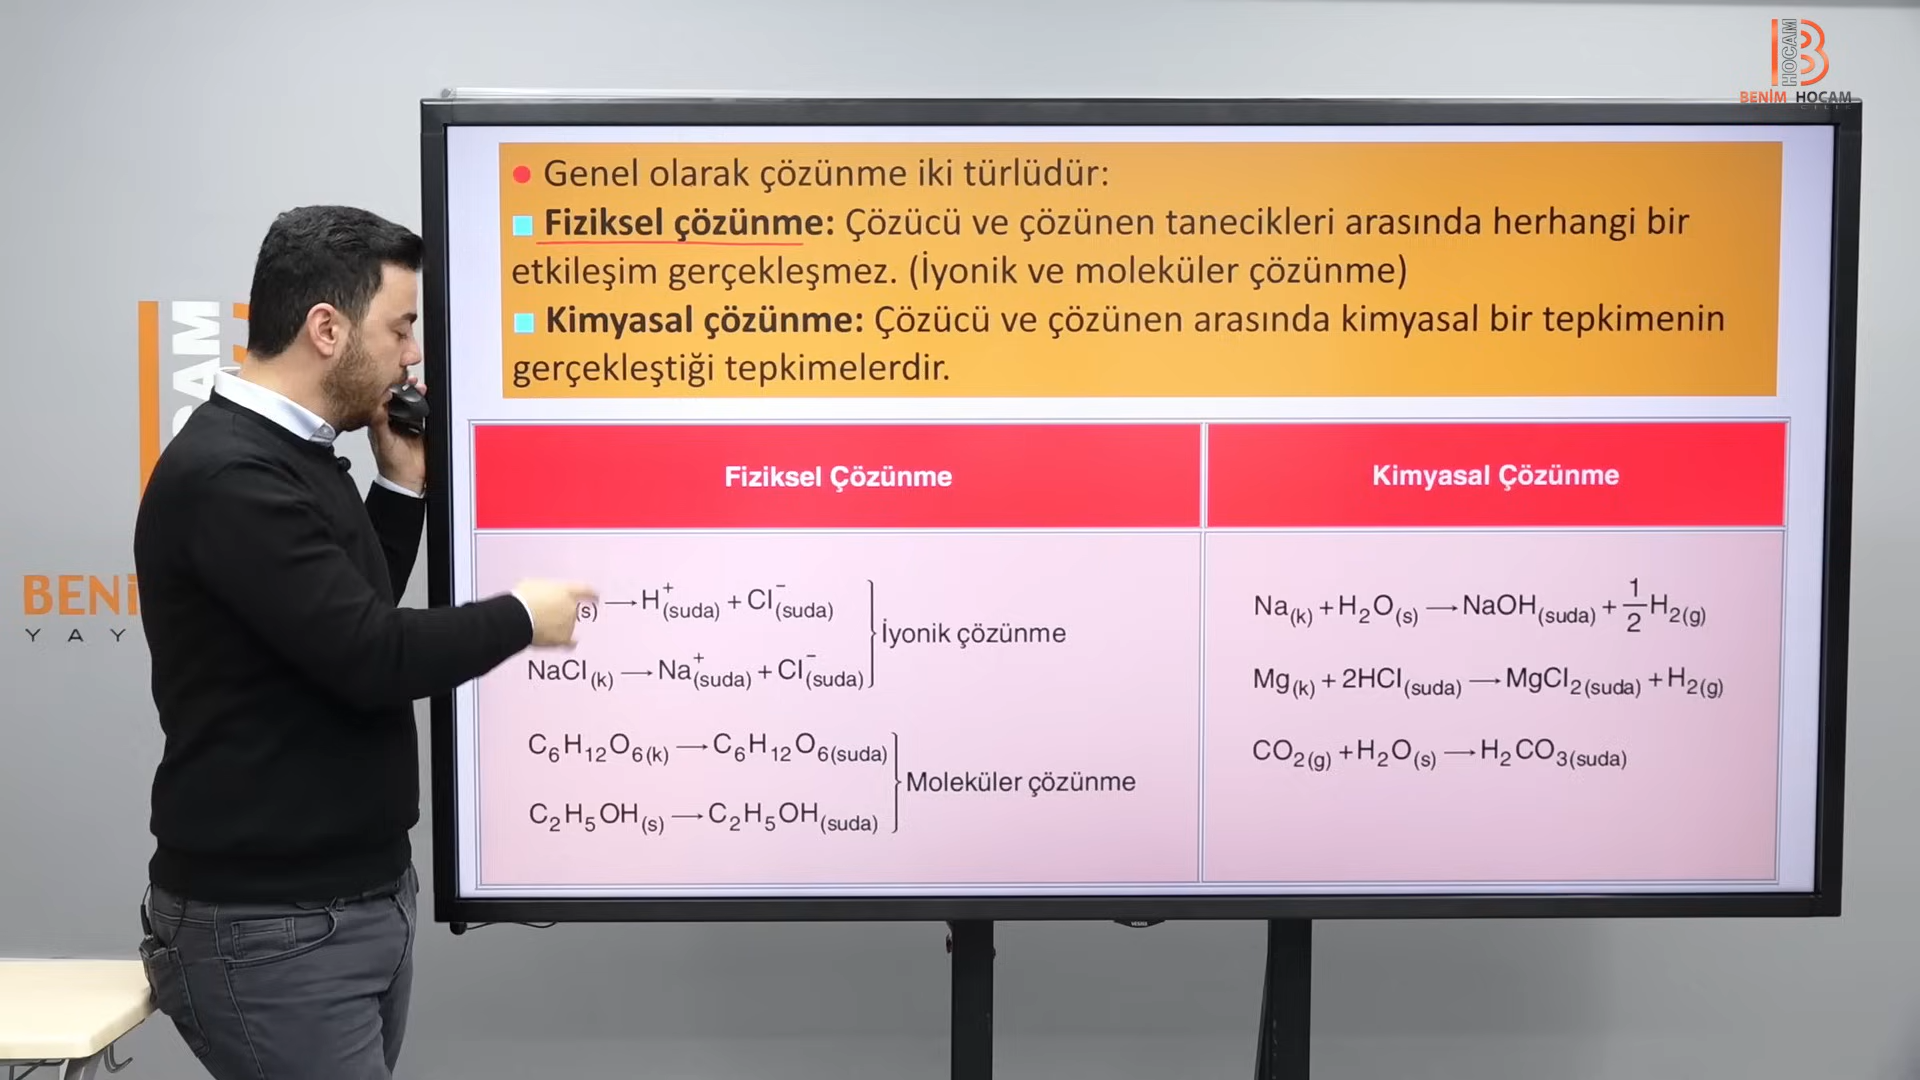 HOCAM
BENİM HOCAM
● Genel olarak çözünme iki türlüdür:
Fiziksel çözünme: Çözücü ve çözünen tanecikleri arasında herhangi bir
etkileşim gerçekleşmez. (İyonik ve moleküler çözünme)
Kimyasal çözünme: Çözücü ve çözünen arasında kimyasal bir tepkimenin
gerçekleştiği tepkimelerdir.
Fiziksel Çözünme
Kimyasal Çözünme
(s) → H⁺(suda) + Cl⁻(suda)
NaCl(k) → Na⁺(suda) + Cl⁻(suda)
İyonik çözünme
C₆H₁₂O₆(k) → C₆H₁₂O₆(suda)
C₂H₅OH(s) → C₂H₅OH(suda)
Moleküler çözünme
Na(k) + H₂O(s) → NaOH(suda) + 1/2 H₂(g)
Mg(k) + 2HCl(suda) → MgCl₂(suda) + H₂(g)
CO₂(g) + H₂O(s) → H₂CO₃(suda)
CAM
BENİ
YAY